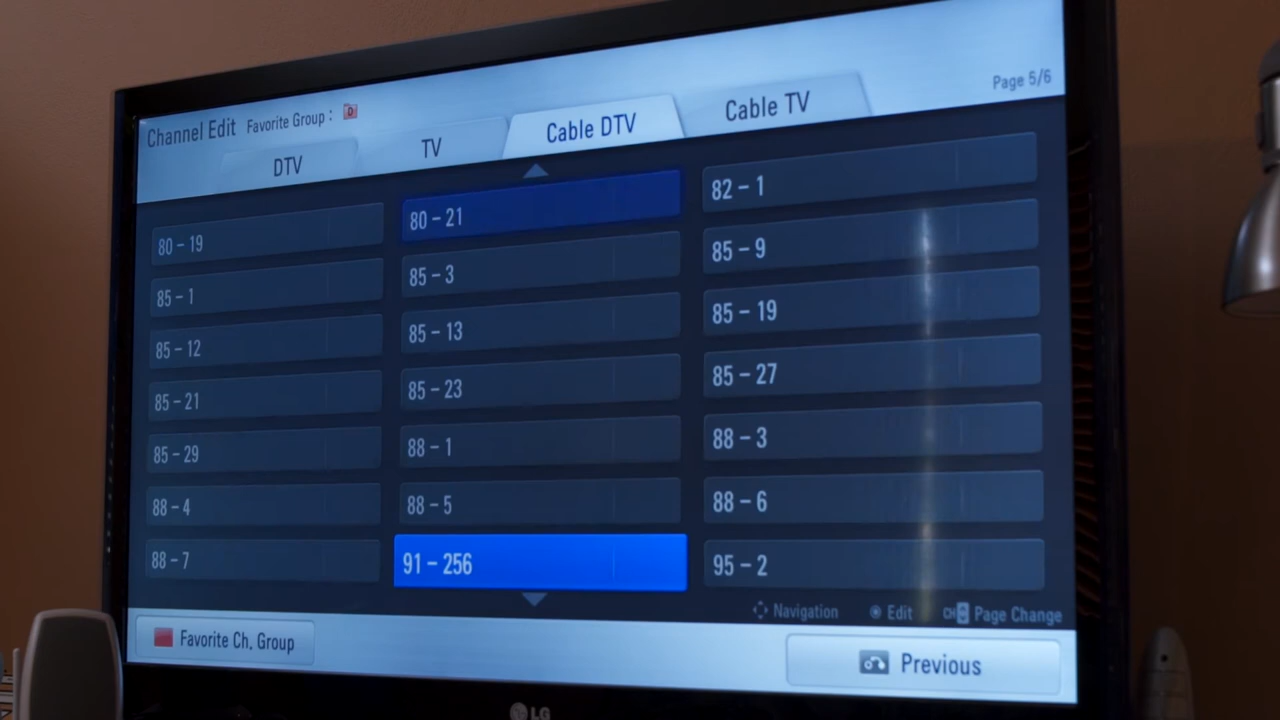 Channel Edit Favorite Group : D
Page 5/6
DTV TV Cable DTV Cable TV
80 - 19 80 - 21 82 - 1
85 - 1 85 - 3 85 - 9
85 - 12 85 - 13 85 - 19
85 - 21 85 - 23 85 - 27
85 - 29 88 - 1 88 - 3
88 - 4 88 - 5 88 - 6
88 - 7 91 - 256 95 - 2
Navigation Edit CH Page Change
Favorite Ch. Group Previous
LG